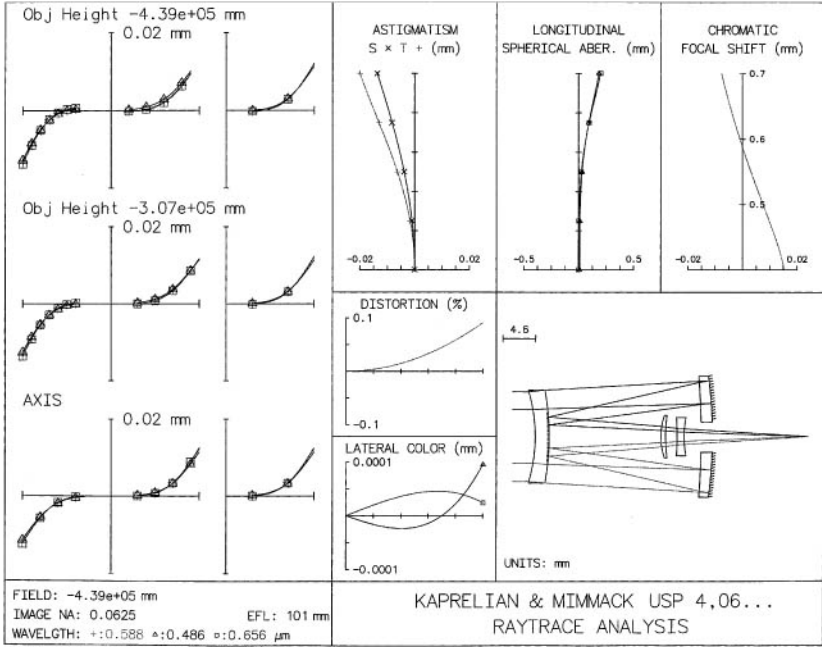 Obj Height -4.39e+05 mm
0.02 mm
Obj Height -3.07e+05 mm
0.02 mm
AXIS
0.02 mm
ASTIGMATISM
S × T + (mm)
-0.02 0.02
LONGITUDINAL
SPHERICAL ABER. (mm)
-0.5 0.5
CHROMATIC
FOCAL SHIFT (mm)
0.7
0.6
0.5
-0.02 0.02
DISTORTION (%)
0.1
-0.1
LATERAL COLOR (mm)
0.0001
-0.0001
4.6
UNITS: mm
FIELD: -4.39e+05 mm
IMAGE NA: 0.0625 EFL: 101 mm
WAVELGTH: +:0.588 ▵:0.486 ▫:0.656 µm
KAPRELIAN & MIMMACK USP 4,06...
RAYTRACE ANALYSIS